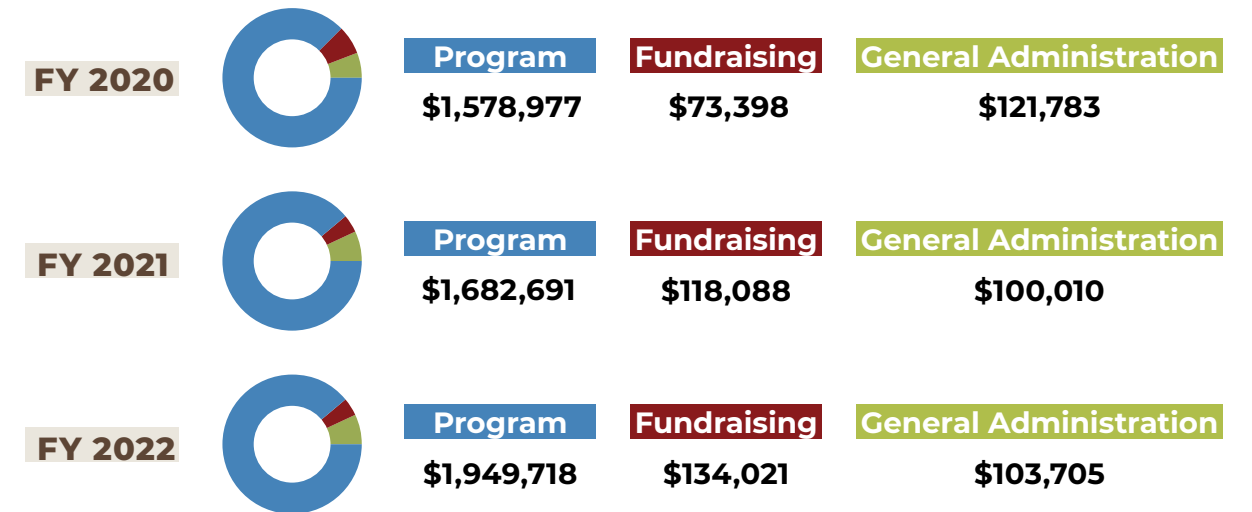 FY 2020
Program Fundraising General Administration
$1,578,977 $73,398 $121,783
FY 2021
Program Fundraising General Administration
$1,682,691 $118,088 $100,010
FY 2022
Program Fundraising General Administration
$1,949,718 $134,021 $103,705